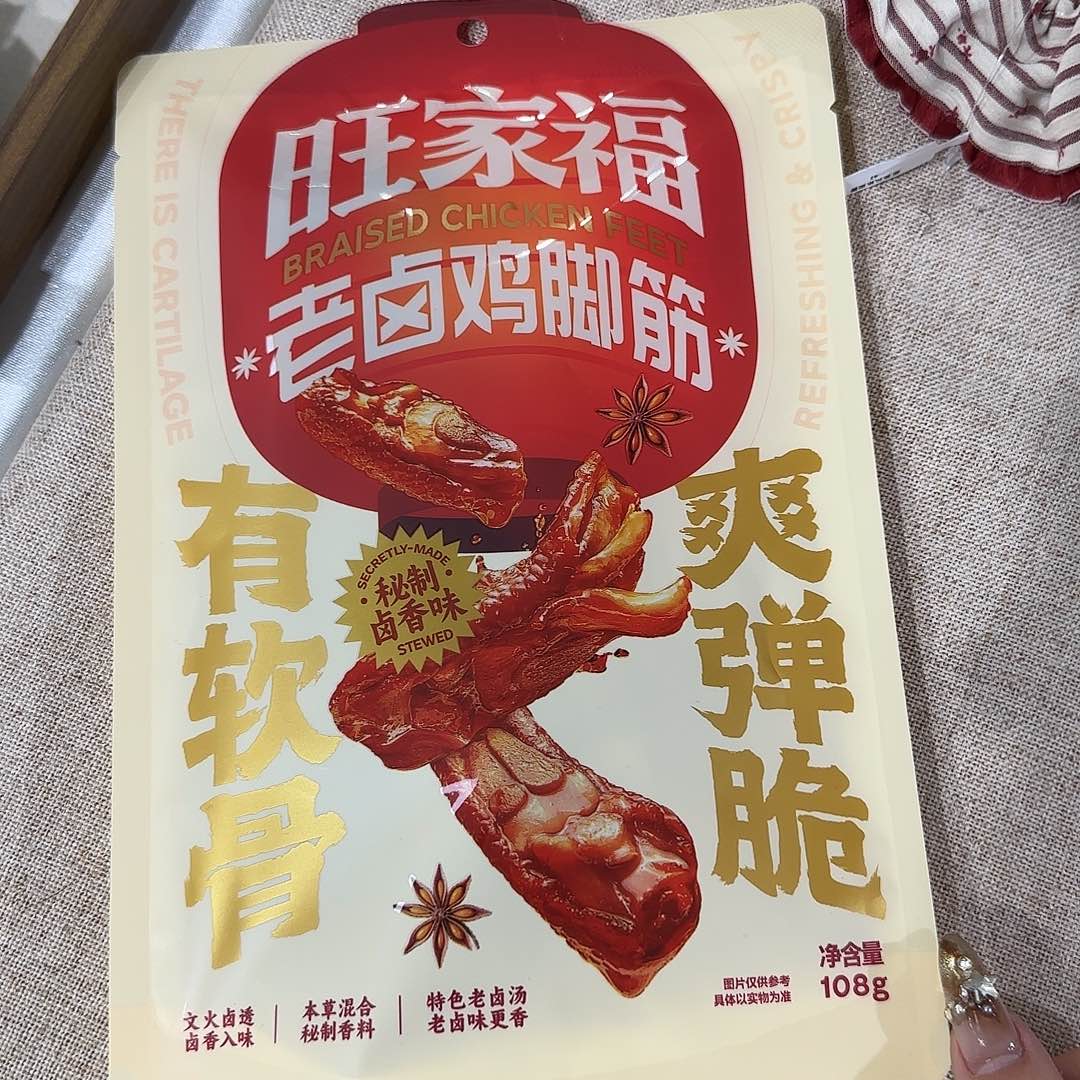 旺家福
BRAISED CHICKEN FEET
老卤鸡脚筋
THERE IS CARTILAGE
REFRESHING & CRISPY
有软骨
爽弹脆
SECRETLY-MADE
秘制
卤香味
STEWED
净含量
108g
图片仅供参考
具体以实物为准
文火卤透
卤香入味
本草混合
秘制香料
特色老卤汤
老卤味更香